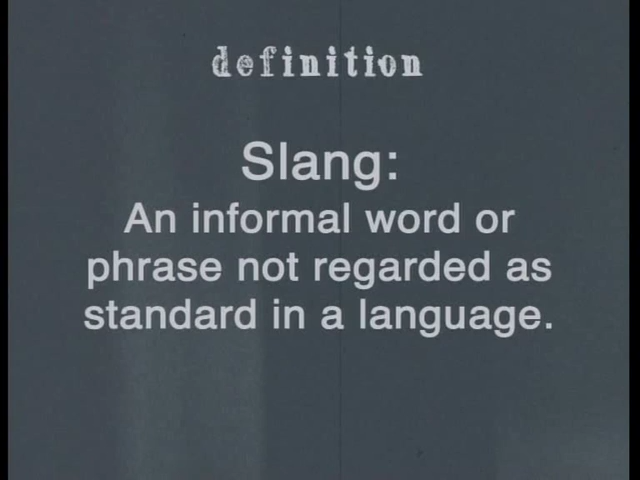 definition
Slang:
An informal word or
phrase not regarded as
standard in a language.